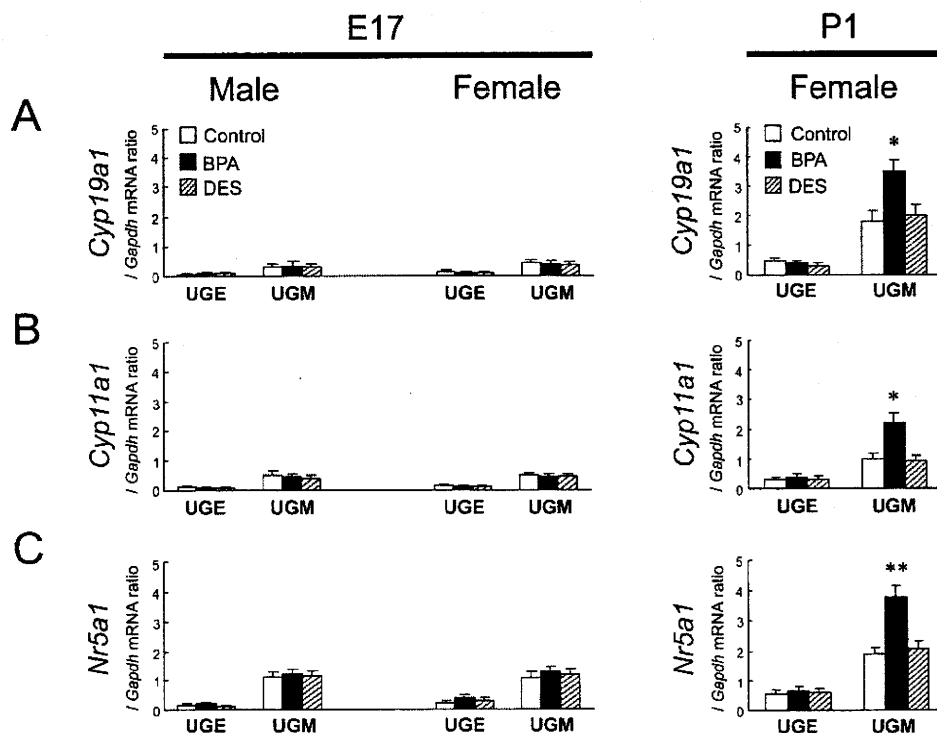 E17
P1
Male
Female
Female
A
Cyp19a1
/ Gapdh mRNA ratio
5
4
3
2
1
0
Control
BPA
DES
UGE
UGM
UGE
UGM
Cyp19a1
/ Gapdh mRNA ratio
5
4
3
2
1
0
Control
BPA
DES
*
UGE
UGM
B
Cyp11a1
/ Gapdh mRNA ratio
5
4
3
2
1
0
UGE
UGM
UGE
UGM
Cyp11a1
/ Gapdh mRNA ratio
5
4
3
2
1
0
*
UGE
UGM
C
Nr5a1
/ Gapdh mRNA ratio
5
4
3
2
1
0
UGE
UGM
UGE
UGM
Nr5a1
/ Gapdh mRNA ratio
5
4
3
2
1
0
**
UGE
UGM